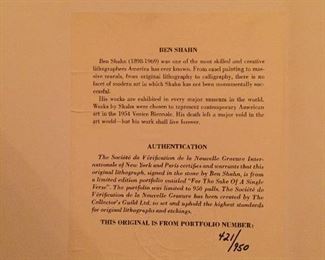 BEN SHAHN
Ben Shahn (1898-1969) was one of the most skilled and creative
lithographers America has ever known. From easel painting to mas-
sive murals, from original lithography to calligraphy, there is no
facet of modern art in which Shahn has not been monumentally suc-
cessful.
His works are exhibited in every major museum in the world.
Works by Shahn were chosen to represent contemporary American
art in the 1954 Venice Biennale. His death left a major void in the
art world—but his work shall live forever.
AUTHENTICATION
The Société de Vérification de la Nouvelle Gravure Inter-
nationale of New York and Paris certifies and warrants that this
original lithograph, signed in the stone by Ben Shahn, is from
a limited edition portfolio entitled "For The Sake Of A Single
Verse". The portfolio was limited to 950 pulls. The Société de
Vérification de la Nouvelle Gravure has been created by
The Collector's Guild Ltd. to set and uphold the highest standards
for original lithographs and etchings.
THIS ORIGINAL IS FROM PORTFOLIO NUMBER:
421/
950